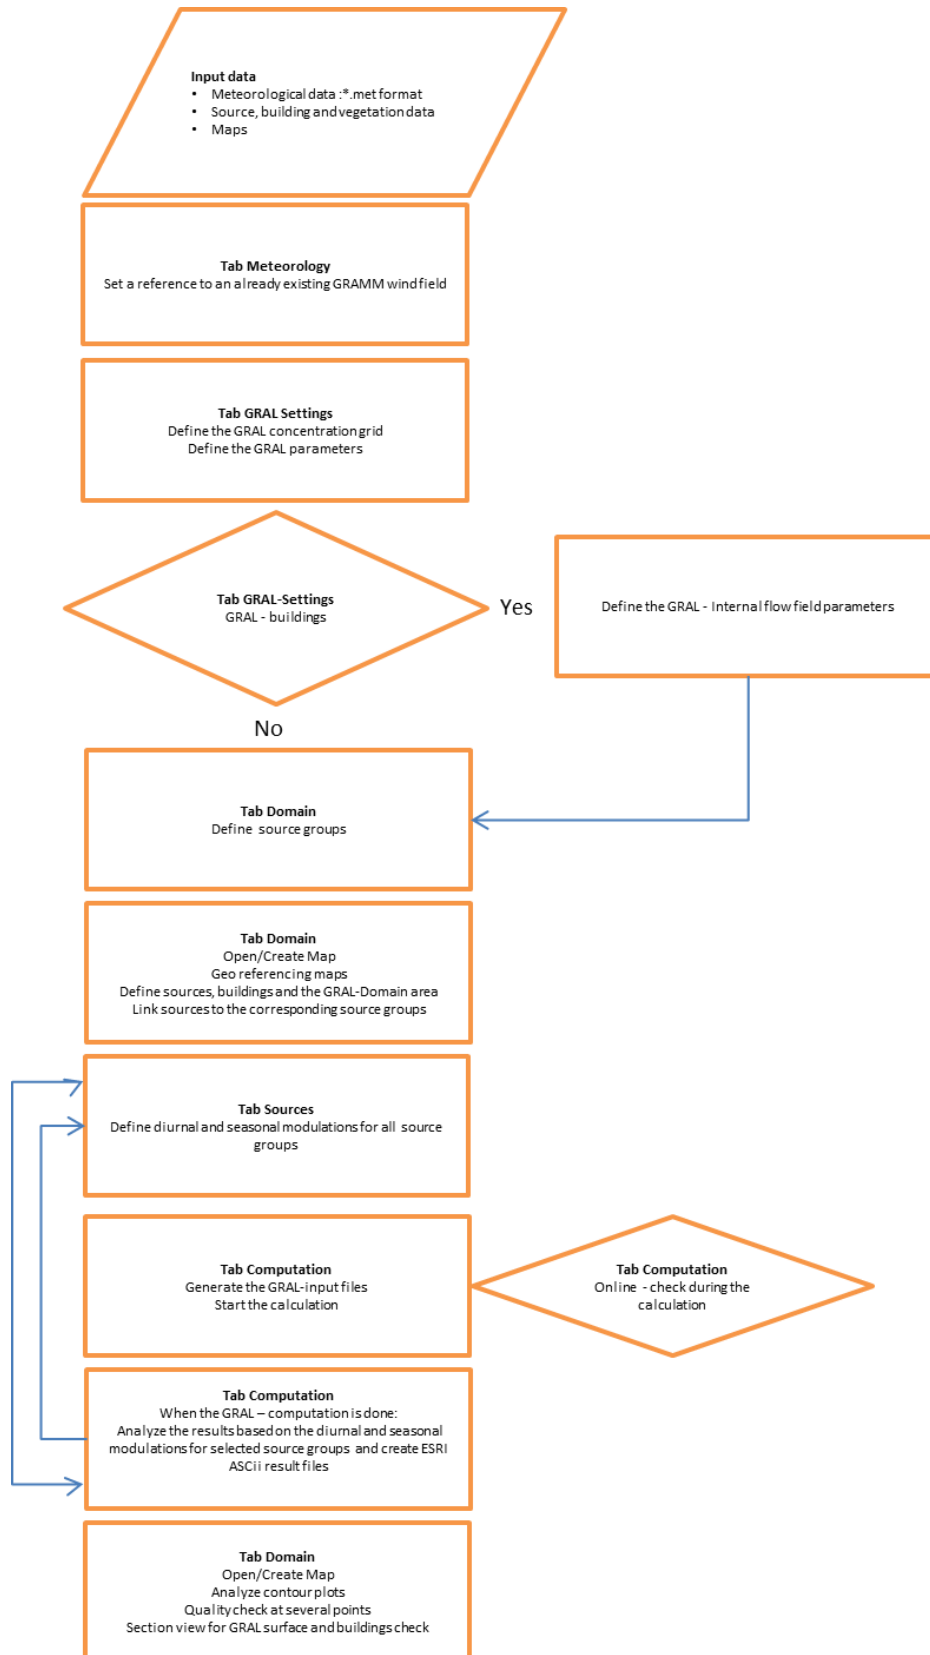 Input data
• Meteorological data :*.met format
• Source, building and vegetation data
• Maps
Tab Meteorology
Set a reference to an already existing GRAMM wind field
Tab GRAL Settings
Define the GRAL concentration grid
Define the GRAL parameters
Tab GRAL-Settings
GRAL - buildings
Yes
Define the GRAL - Internal flow field parameters
No
Tab Domain
Define source groups
Tab Domain
Open/Create Map
Geo referencing maps
Define sources, buildings and the GRAL-Domain area
Link sources to the corresponding source groups
Tab Sources
Define diurnal and seasonal modulations for all source
groups
Tab Computation
Generate the GRAL-input files
Start the calculation
Tab Computation
Online - check during the
calculation
Tab Computation
When the GRAL – computation is done:
Analyze the results based on the diurnal and seasonal
modulations for selected source groups and create ESRI
ASCii result files
Tab Domain
Open/Create Map
Analyze contour plots
Quality check at several points
Section view for GRAL surface and buildings check